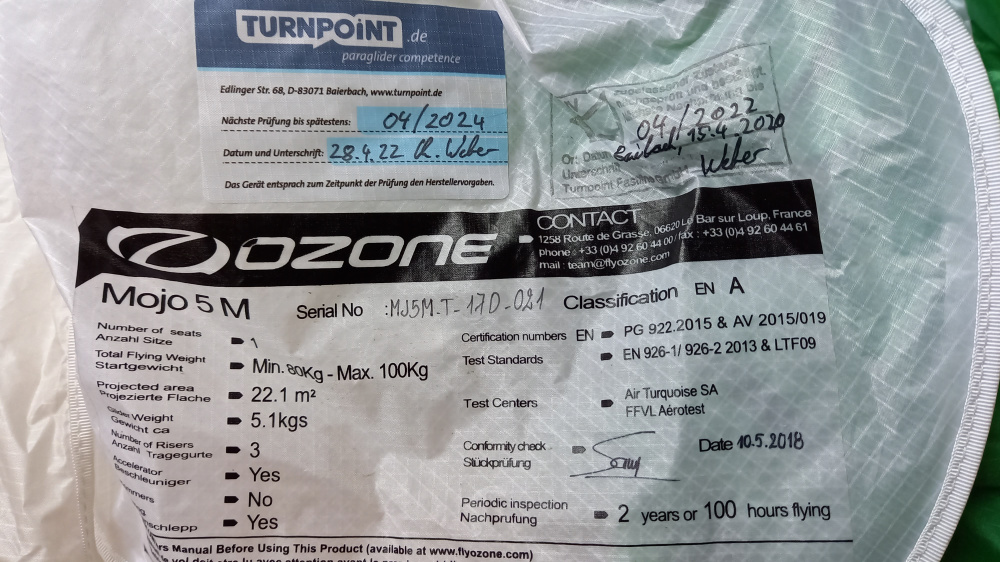 TURNPOINT.de
paraglider competence
Edlinger Str. 68, D-83071 Baierbach, www.turnpoint.de
Nächste Prüfung bis spätestens: 04/2024
Datum und Unterschrift: 28.4.22 Ch. Weber
Das Gerät entsprach zum Zeitpunkt der Prüfung den Herstellervorgaben.
04/2022
Or: Datum 15.4.2020
Unterschrift Weber
Turnpoint
OZONE
CONTACT
1258 Route de Grasse, 06620 Le Bar sur Loup, France
phone : +33 (0)4 92 60 44 00 / fax : +33 (0)4 92 60 44 61
mail : team@flyozone.com
Mojo 5 M
Serial No :MJ5M-T-17D-021
Classification EN A
Number of seats
Anzahl Sitze 1
Total Flying Weight
Startgewicht Min. 80Kg - Max. 100Kg
Projected area
Projezierte Flache 22.1 m²
Glider Weight
Gewicht ca 5.1kgs
Number of Risers
Anzahl Tragegurte 3
Accelerator
Beschleuniger Yes
No
Yes
Certification numbers EN PG 922.2015 & AV 2015/019
Test Standards EN 926-1/ 926-2 2013 & LTF09
Test Centers Air Turquoise SA
FFVL Aérotest
Conformity check
Stückprüfung
Date 10.5.2018
Periodic inspection
Nachprufung 2 years or 100 hours flying
Manual Before Using This Product (available at www.flyozone.com)